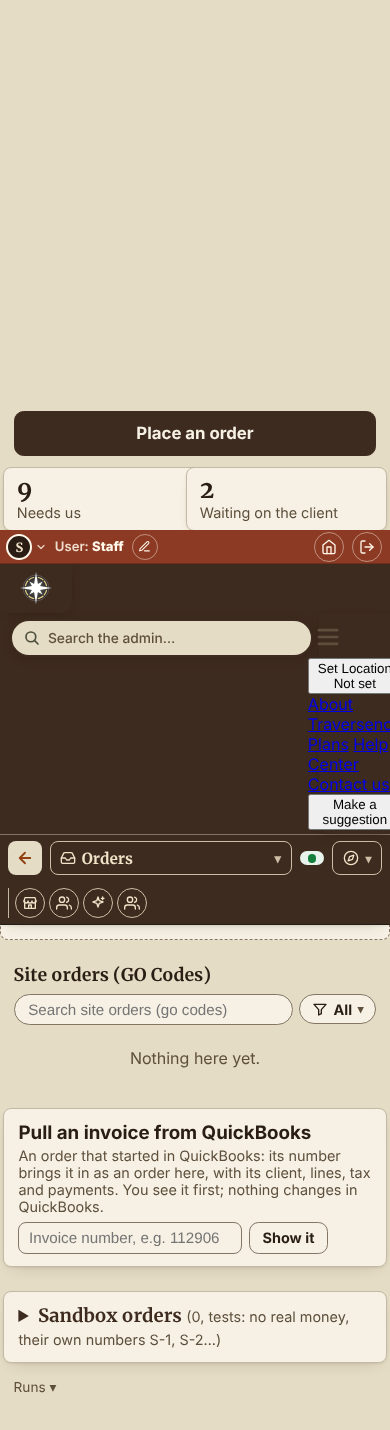 Place an order
9
Needs us
2
Waiting on the client
S
User: Staff
Search the admin...
Set Location
Not set
About
Traversenc
Plans Help
Center
Contact us
Make a
suggestion
Orders
Site orders (GO Codes)
Search site orders (go codes)
All
Nothing here yet.
Pull an invoice from QuickBooks
An order that started in QuickBooks: its number
brings it in as an order here, with its client, lines, tax
and payments. You see it first; nothing changes in
QuickBooks.
Invoice number, e.g. 112906
Show it
Sandbox orders (0, tests: no real money,
their own numbers S-1, S-2...)
Runs